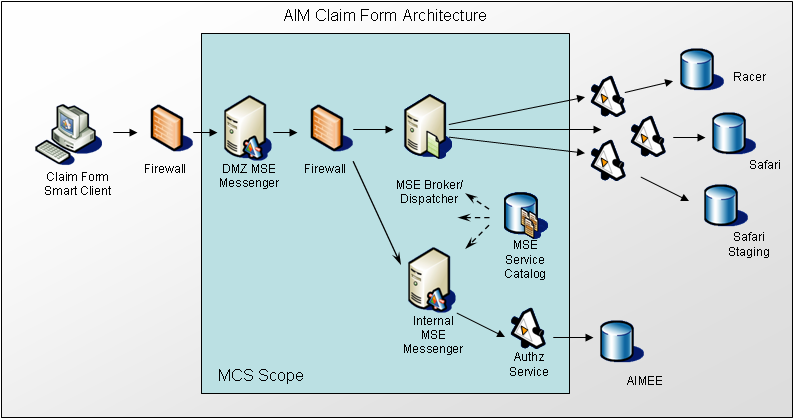 AIM Claim Form Architecture
Racer
Claim Form
Smart Client
Firewall
DMZ MSE
Messenger
Firewall
MSE Broker/
Dispatcher
Safari
MSE
Service
Catalog
Safari
Staging
Internal
MSE
Messenger
Authz
Service
AIMEE
MCS Scope